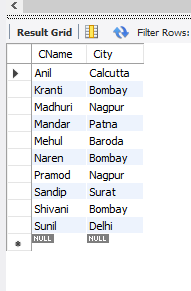 Result Grid Filter Rows:
CName City
Anil Calcutta
Kranti Bombay
Madhuri Nagpur
Mandar Patna
Mehul Baroda
Naren Bombay
Pramod Nagpur
Sandip Surat
Shivani Bombay
Sunil Delhi
NULL NULL